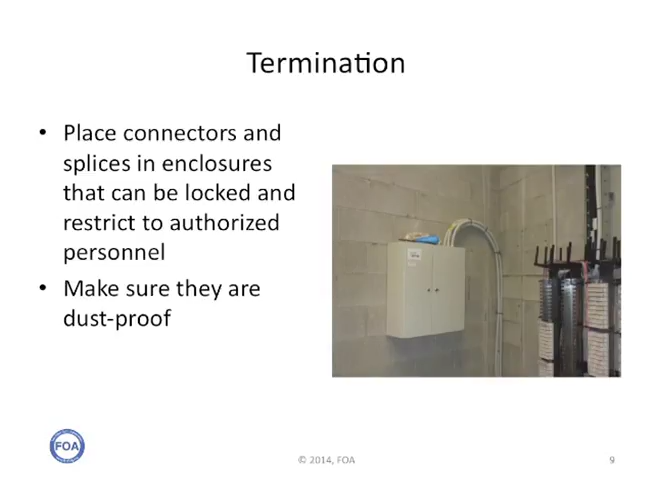 Termination
• Place connectors and
splices in enclosures
that can be locked and
restrict to authorized
personnel
• Make sure they are
dust-proof
FOA
© 2014, FOA
9